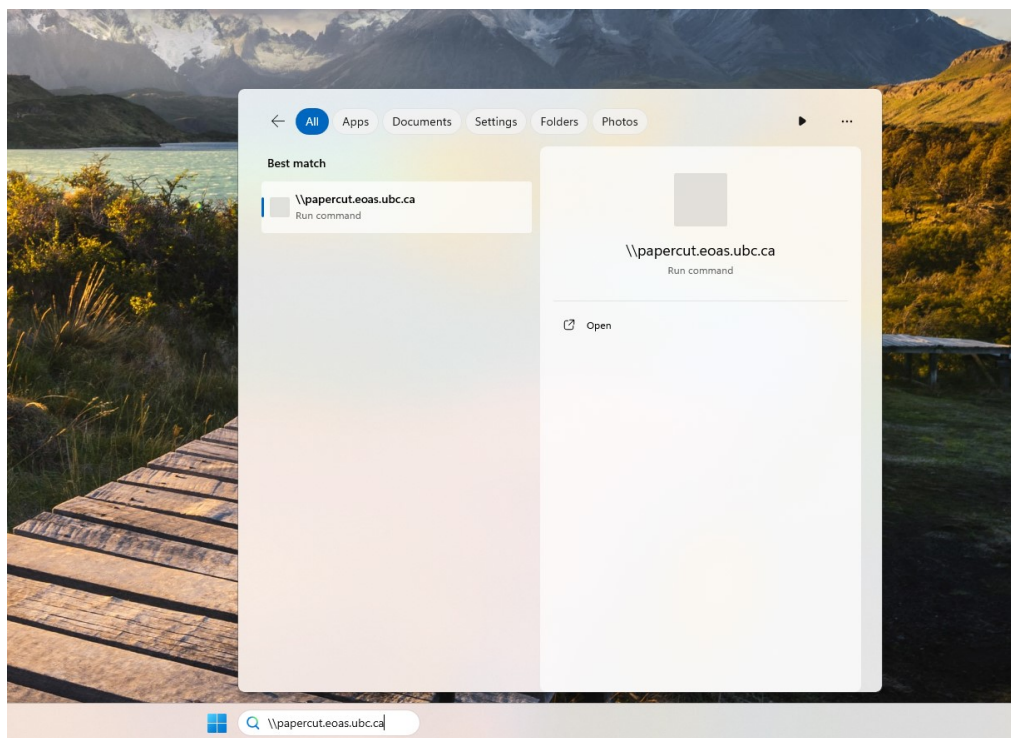 All Apps Documents Settings Folders Photos
Best match
\\papercut.eoas.ubc.ca
Run command
\\papercut.eoas.ubc.ca
Run command
Open
\\papercut.eoas.ubc.ca